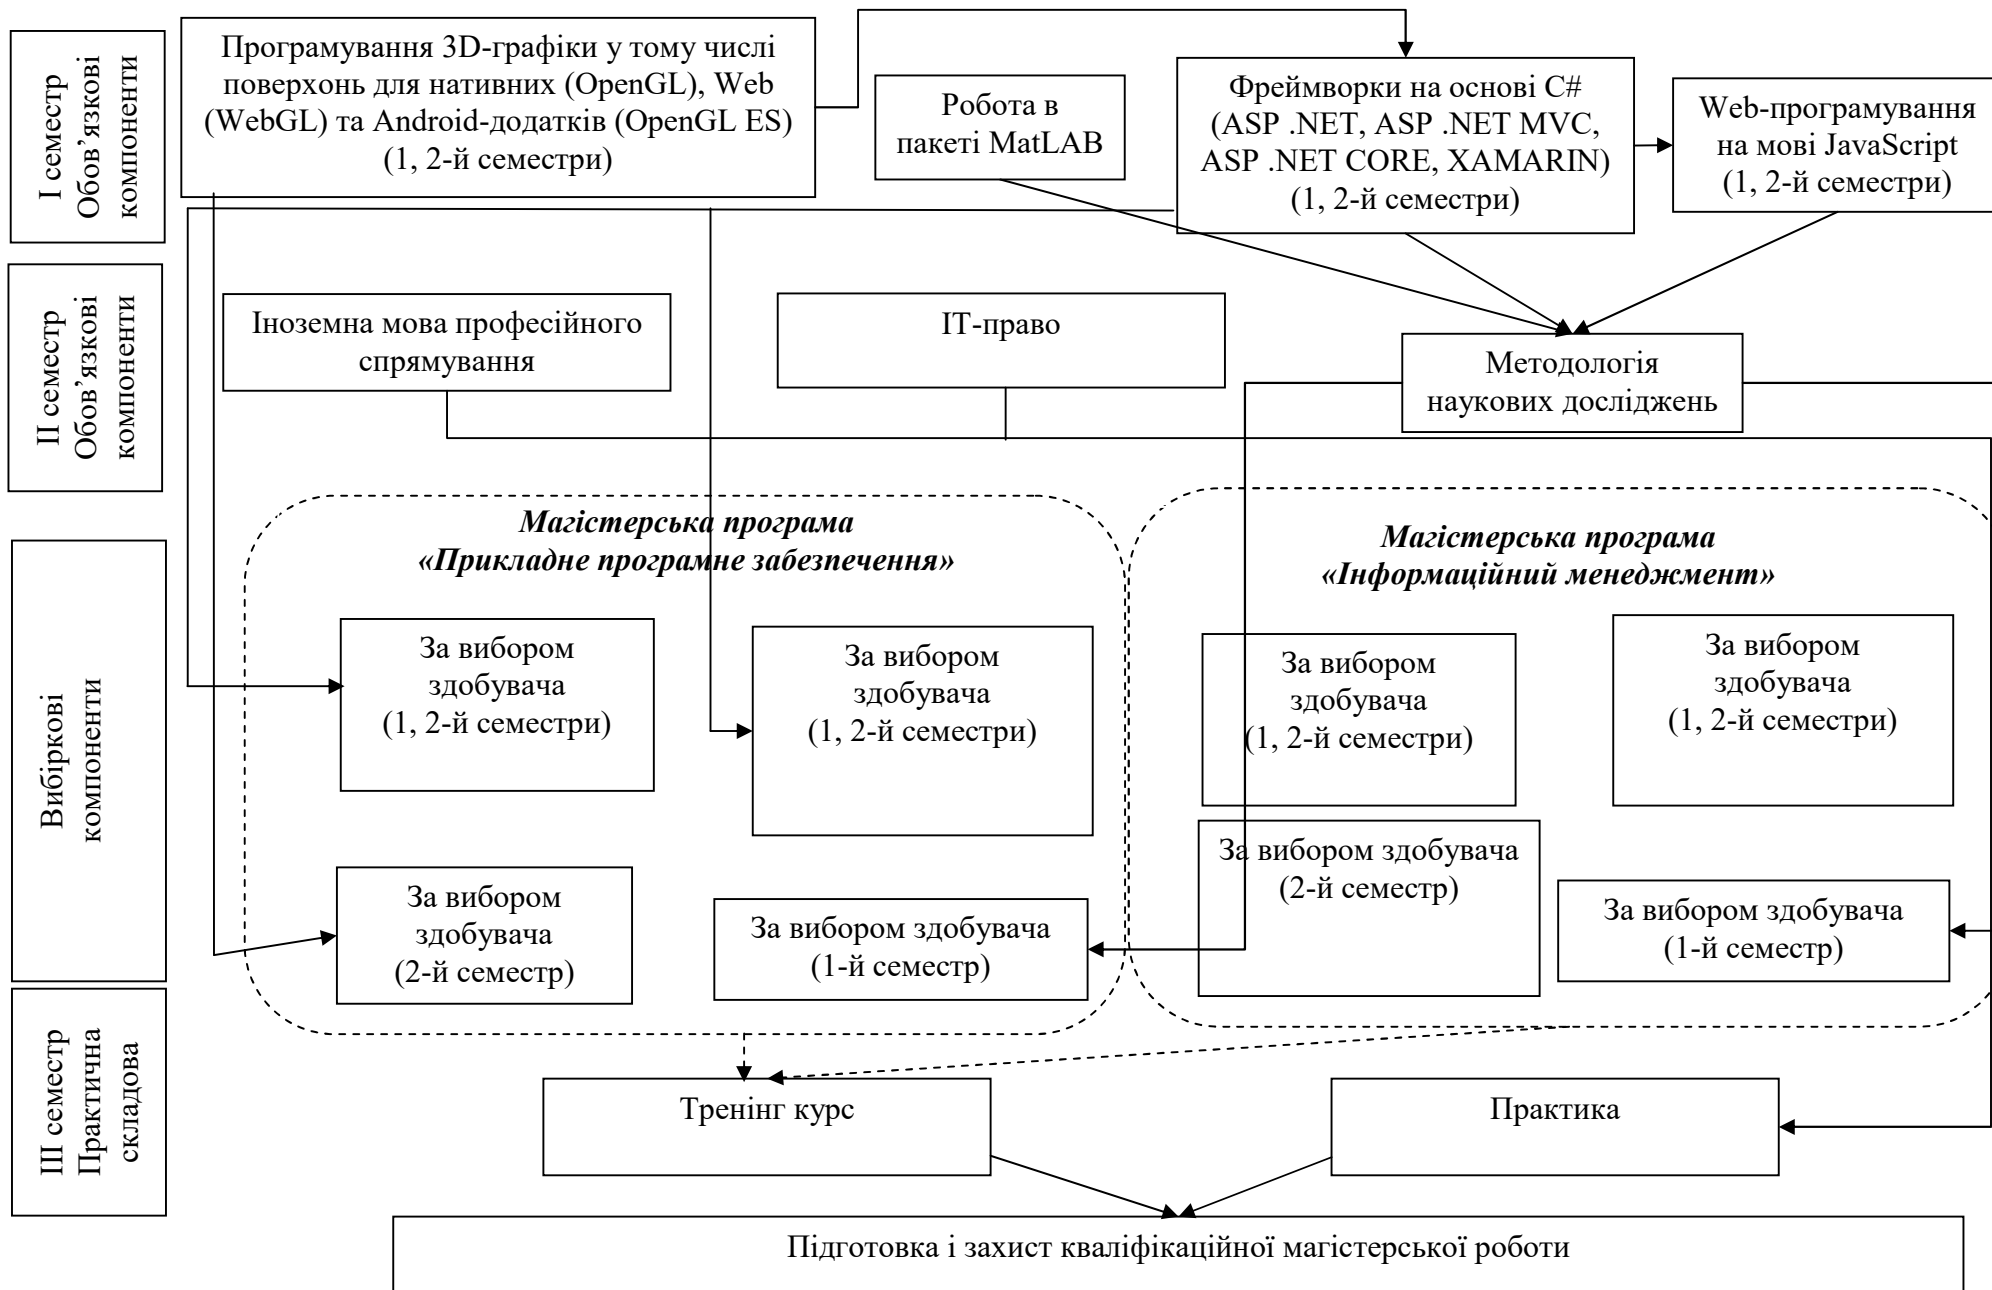 І семестр
Обов’язкові
компоненти
Програмування 3D-графіки у тому числі
поверхонь для нативних (OpenGL), Web
(WebGL) та Android-додатків (OpenGL ES)
(1, 2-й семестри)
Робота в
пакеті MatLAB
Фреймворки на основі C#
(ASP .NET, ASP .NET MVC,
ASP .NET CORE, XAMARIN)
(1, 2-й семестри)
Web-програмування
на мові JavaScript
(1, 2-й семестри)
ІІ семестр
Обов’язкові
компоненти
Іноземна мова професійного
спрямування
ІТ-право
Методологія
наукових досліджень
Вибіркові
компоненти
Магістерська програма
«Прикладне програмне забезпечення»
За вибором
здобувача
(1, 2-й семестри)
За вибором
здобувача
(1, 2-й семестри)
За вибором
здобувача
(2-й семестр)
За вибором здобувача
(1-й семестр)
Магістерська програма
«Інформаційний менеджмент»
За вибором
здобувача
(1, 2-й семестри)
За вибором
здобувача
(1, 2-й семестри)
За вибором здобувача
(2-й семестр)
За вибором здобувача
(1-й семестр)
ІІІ семестр
Практична
складова
Тренінг курс
Практика
Підготовка і захист кваліфікаційної магістерської роботи